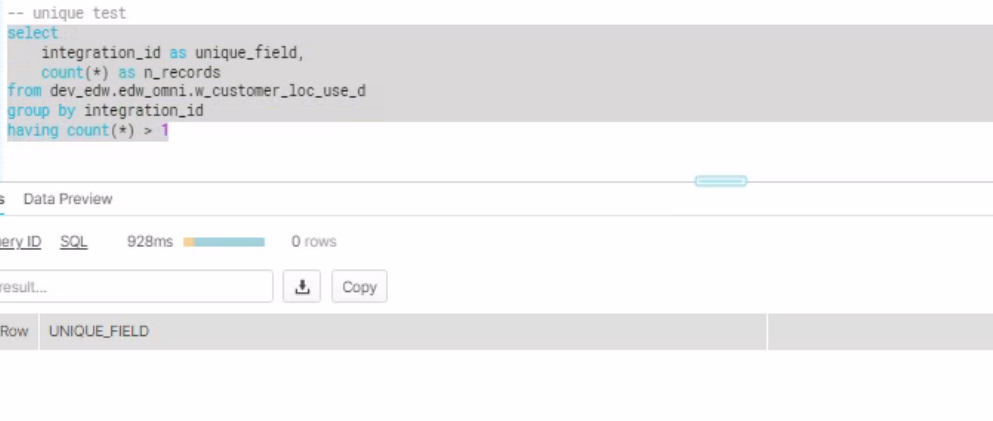 -- unique test
select
integration_id as unique_field,
count(*) as n_records
from dev_edw.edw_omni.w_customer_loc_use_d
group by integration_id
having count(*) > 1
s Data Preview
ery ID SQL 928ms 0 rows
result... Copy
Row UNIQUE_FIELD